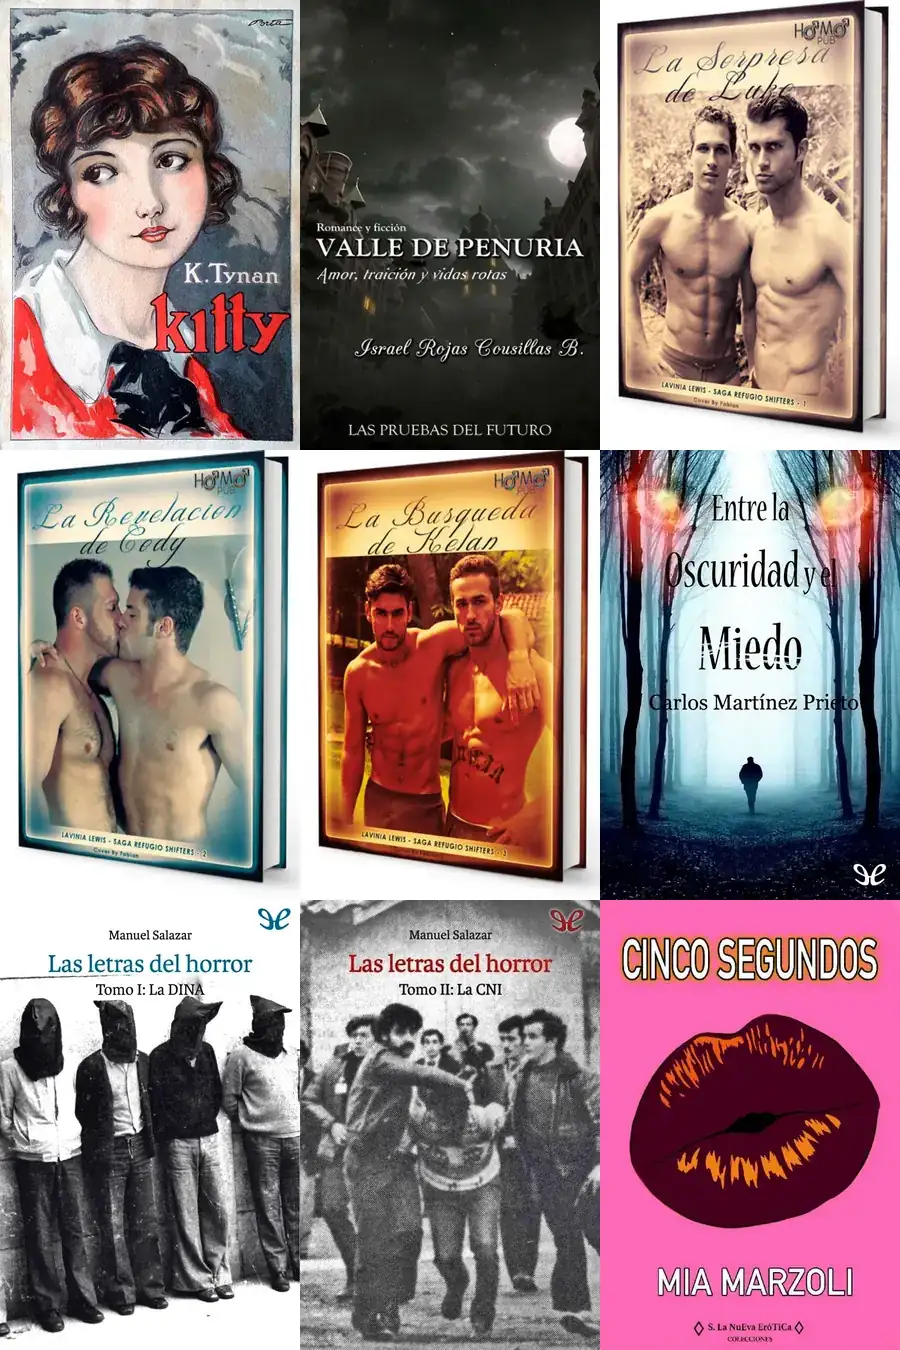 Porta
K. Tynan
kitty
Romance y ficción
VALLE DE PENURIA
Amor, traición y vidas rotas
Israel Rojas Cousillas B.
LAS PRUEBAS DEL FUTURO
HOMO
PUB
La Sorpresa
de Luke
LAVINIA LEWIS - SAGA REFUGIO SHIFTERS - 1
Cover By Fabian
HOMO
PUB
La Revelacion
de Cody
LAVINIA LEWIS - SAGA REFUGIO SHIFTERS - 2
Cover By Fabian
HOMO
PUB
La Busqueda
de Kelan
LAVINIA LEWIS - SAGA REFUGIO SHIFTERS - 3
Entre la
Oscuridad y el
Miedo
Carlos Martínez Prieto
Manuel Salazar
Las letras del horror
Tomo I: La DINA
Manuel Salazar
Las letras del horror
Tomo II: La CNI
CINCO SEGUNDOS
MIA MARZOLI
S. La NuEva EróTiCa
COLECCIONES